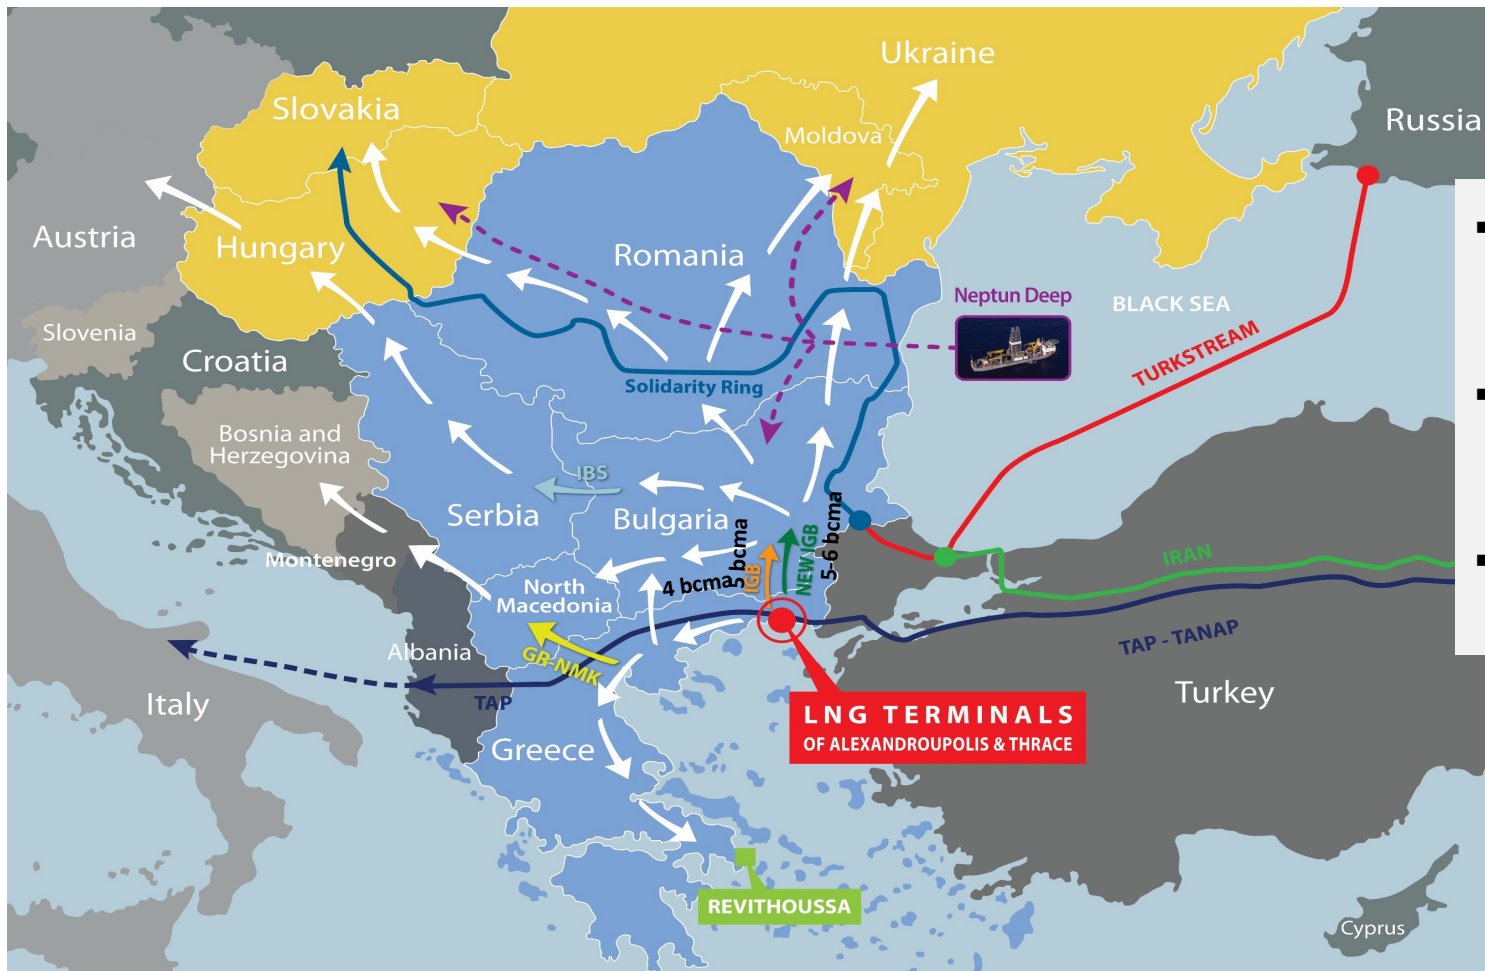 Ukraine
Slovakia
Moldova
Russia
Austria
Hungary
Romania
Neptun Deep
BLACK SEA
Slovenia
TURKSTREAM
Croatia
Solidarity Ring
Bosnia and
Herzegovina
IBS
Serbia
Bulgaria
5 bcma
IGB
NEW IGB
5-6 bcma
4 bcma
Montenegro
North
Macedonia
IRAN
TAP - TANAP
Albania
GR-NMK
TAP
Italy
Turkey
LNG TERMINALS
OF ALEXANDROUPOLIS & THRACE
Greece
REVITHOUSSA
Cyprus